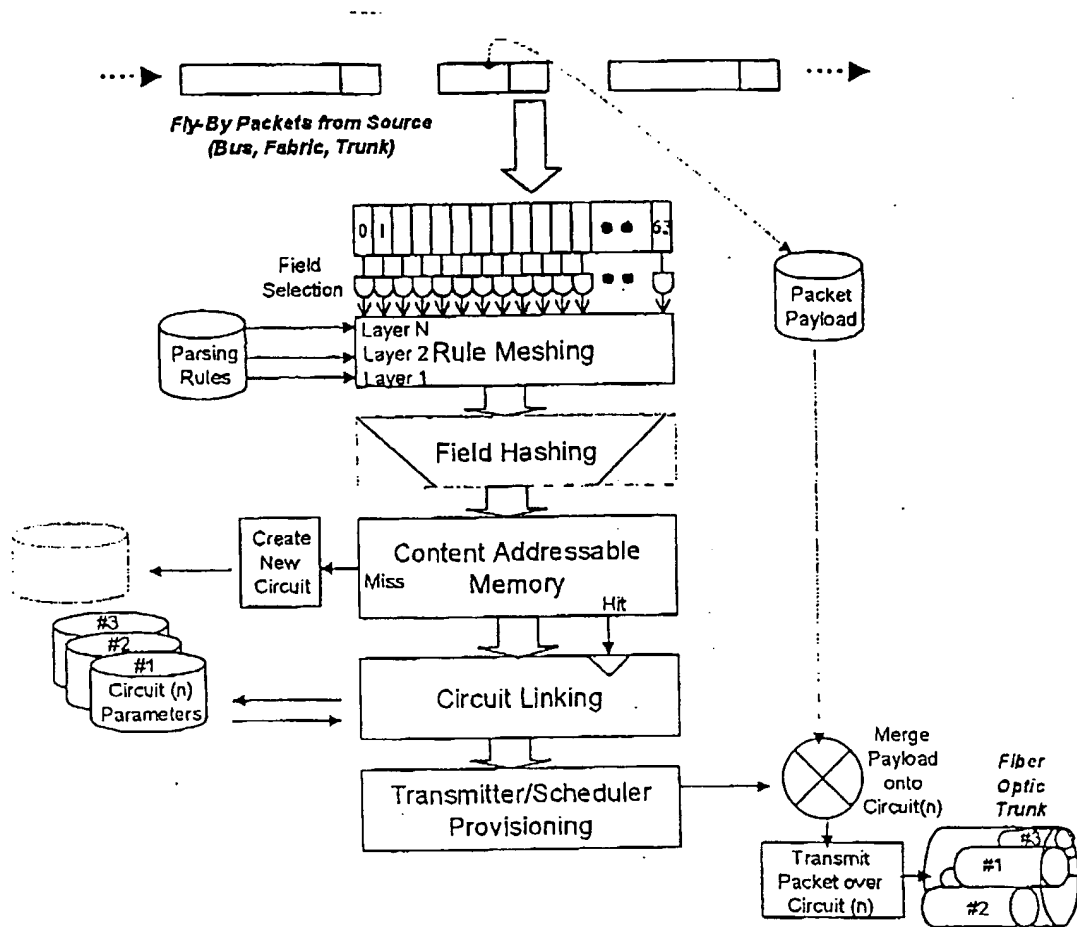 Fly-By Packets from Source
(Bus, Fabric, Trunk)
0 1 63
Field
Selection
Packet
Payload
Parsing
Rules
Layer N
Layer 2 Rule Meshing
Layer 1
Field Hashing
Create
New
Circuit
Content Addressable
Memory
Miss
Hit
#3
#2
#1
Circuit (n)
Parameters
Circuit Linking
Transmitter/Scheduler
Provisioning
Merge
Payload
onto
Circuit(n)
Fiber
Optic
Trunk
Transmit
Packet over
Circuit (n)
#3
#1
#2